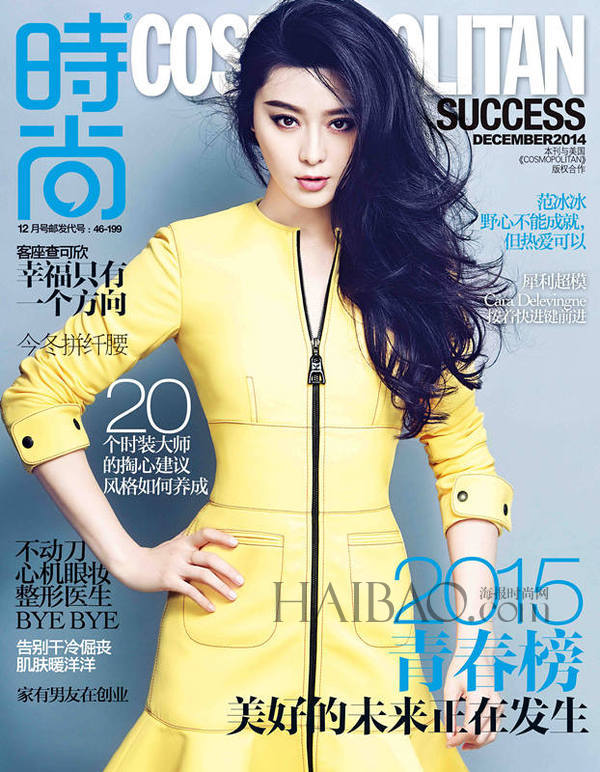 時尚®
COSMOPOLITAN
SUCCESS
DECEMBER2014
本刊与美国
《COSMOPOLITAN》
版权合作
12月号邮发代号:46-199
客座查可欣
幸福只有
一个方向
今冬拼纤腰
范冰冰
野心不能成就,
但热爱可以
犀利超模
Cara Delevingne
按着快进键前进
20
个时装大师
的掏心建议
风格如何养成
不动刀
心机眼妆
整形医生
BYE BYE
告别干冷倔丧
肌肤暖洋洋
家有男友在创业
2015
海报时尚网
HAIBAO.com
青春榜
美好的未来正在发生